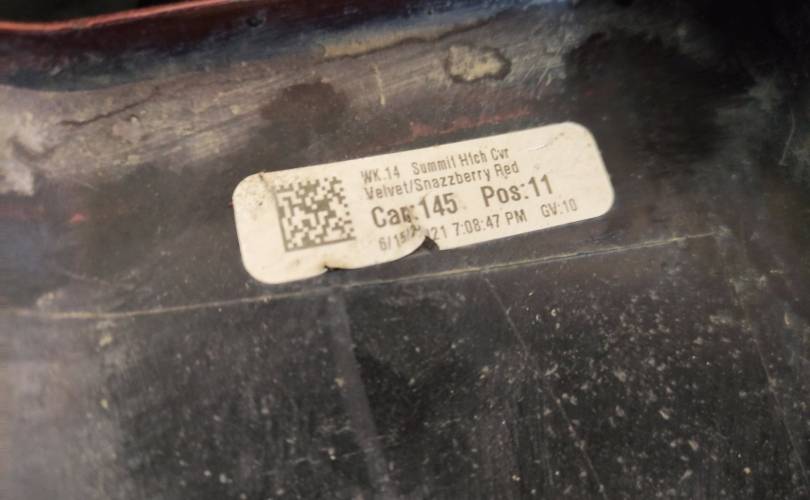 WK.14 Summit Htch Cvr
Velvet/Snazzberry Red
Car:145 Pos:11
6/15/2021 7:08:47 PM GV:10